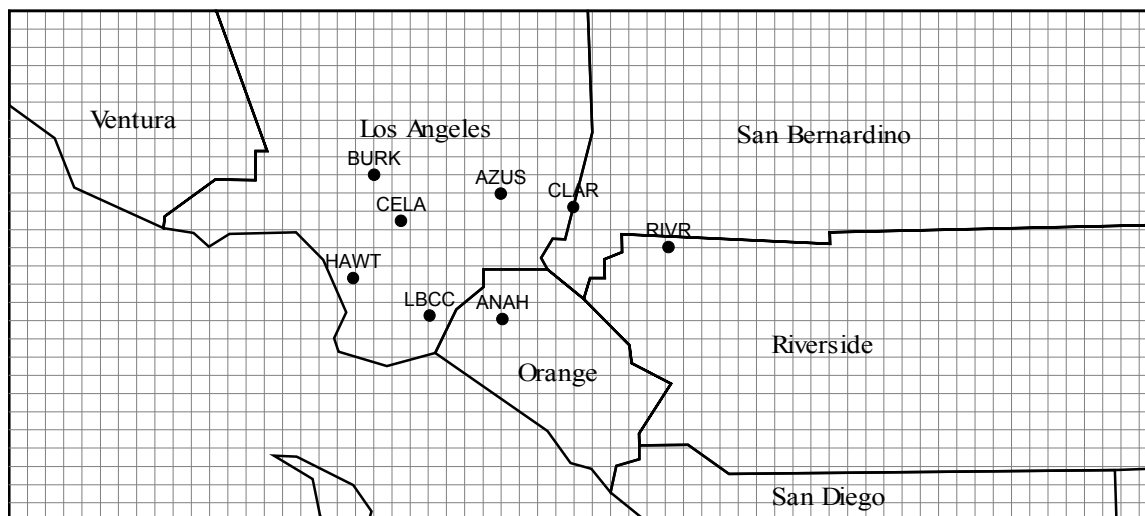 Ventura
Los Angeles
San Bernardino
BURK
AZUS
CLAR
CELA
RIVR
HAWT
LBCC
ANAH
Riverside
Orange
San Diego